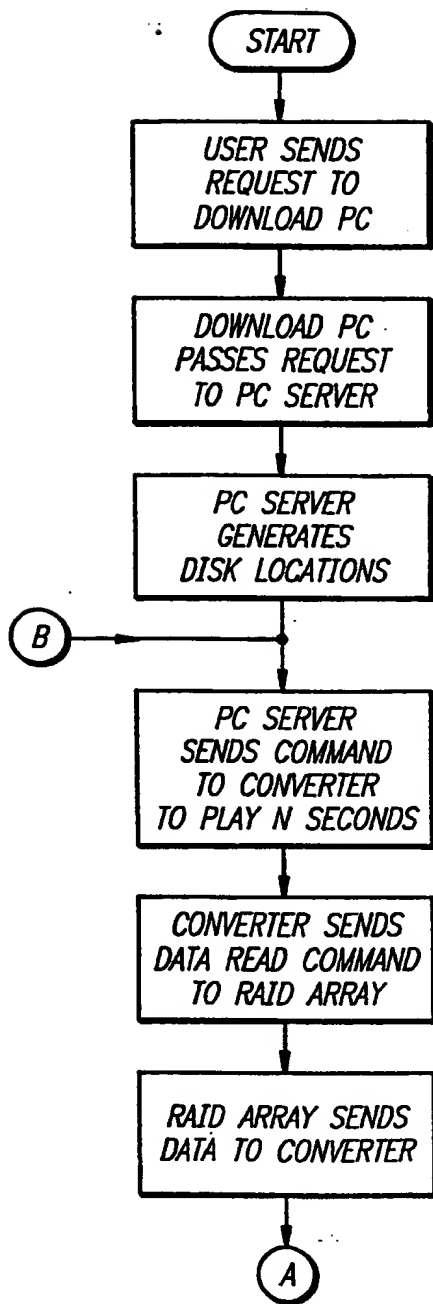 START
USER SENDS
REQUEST TO
DOWNLOAD PC
DOWNLOAD PC
PASSES REQUEST
TO PC SERVER
PC SERVER
GENERATES
DISK LOCATIONS
B
PC SERVER
SENDS COMMAND
TO CONVERTER
TO PLAY N SECONDS
CONVERTER SENDS
DATA READ COMMAND
TO RAID ARRAY
RAID ARRAY SENDS
DATA TO CONVERTER
A